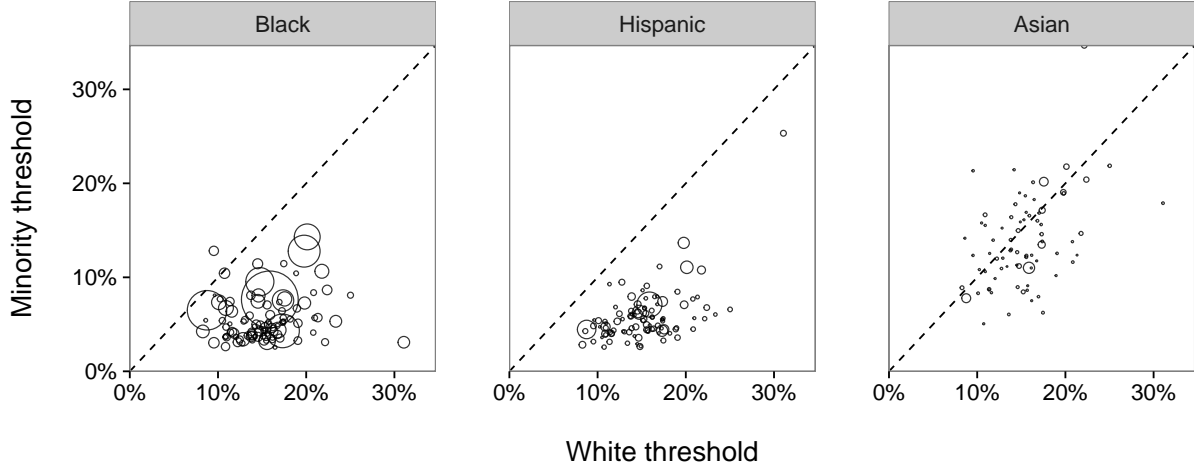 Black Hispanic Asian
Minority threshold
30%
20%
10%
0%
0% 10% 20% 30% 0% 10% 20% 30% 0% 10% 20% 30%
White threshold